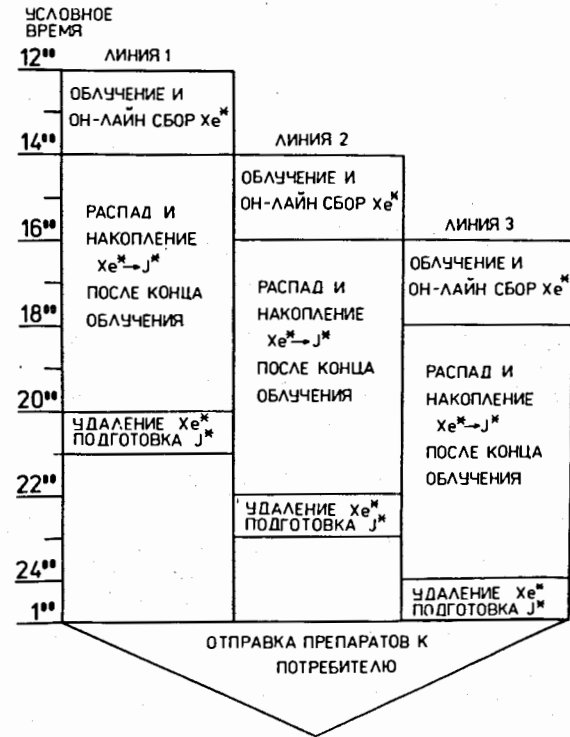 УСЛОВНОЕ
ВРЕМЯ
12⁰⁰
ЛИНИЯ 1
ОБЛУЧЕНИЕ И
ОН-ЛАЙН СБОР Xe*
14⁰⁰
ЛИНИЯ 2
ОБЛУЧЕНИЕ И
ОН-ЛАЙН СБОР Xe*
РАСПАД И
НАКОПЛЕНИЕ
Xe*→J*
ПОСЛЕ КОНЦА
ОБЛУЧЕНИЯ
16⁰⁰
ЛИНИЯ 3
ОБЛУЧЕНИЕ И
ОН-ЛАЙН СБОР Xe*
РАСПАД И
НАКОПЛЕНИЕ
Xe*→J*
ПОСЛЕ КОНЦА
ОБЛУЧЕНИЯ
18⁰⁰
РАСПАД И
НАКОПЛЕНИЕ
Xe*→J*
ПОСЛЕ КОНЦА
ОБЛУЧЕНИЯ
20⁰⁰
УДАЛЕНИЕ Xe*
ПОДГОТОВКА J*
22⁰⁰
УДАЛЕНИЕ Xe*
ПОДГОТОВКА J*
24⁰⁰
УДАЛЕНИЕ Xe*
ПОДГОТОВКА J*
1⁰⁰
ОТПРАВКА ПРЕПАРАТОВ К
ПОТРЕБИТЕЛЮ